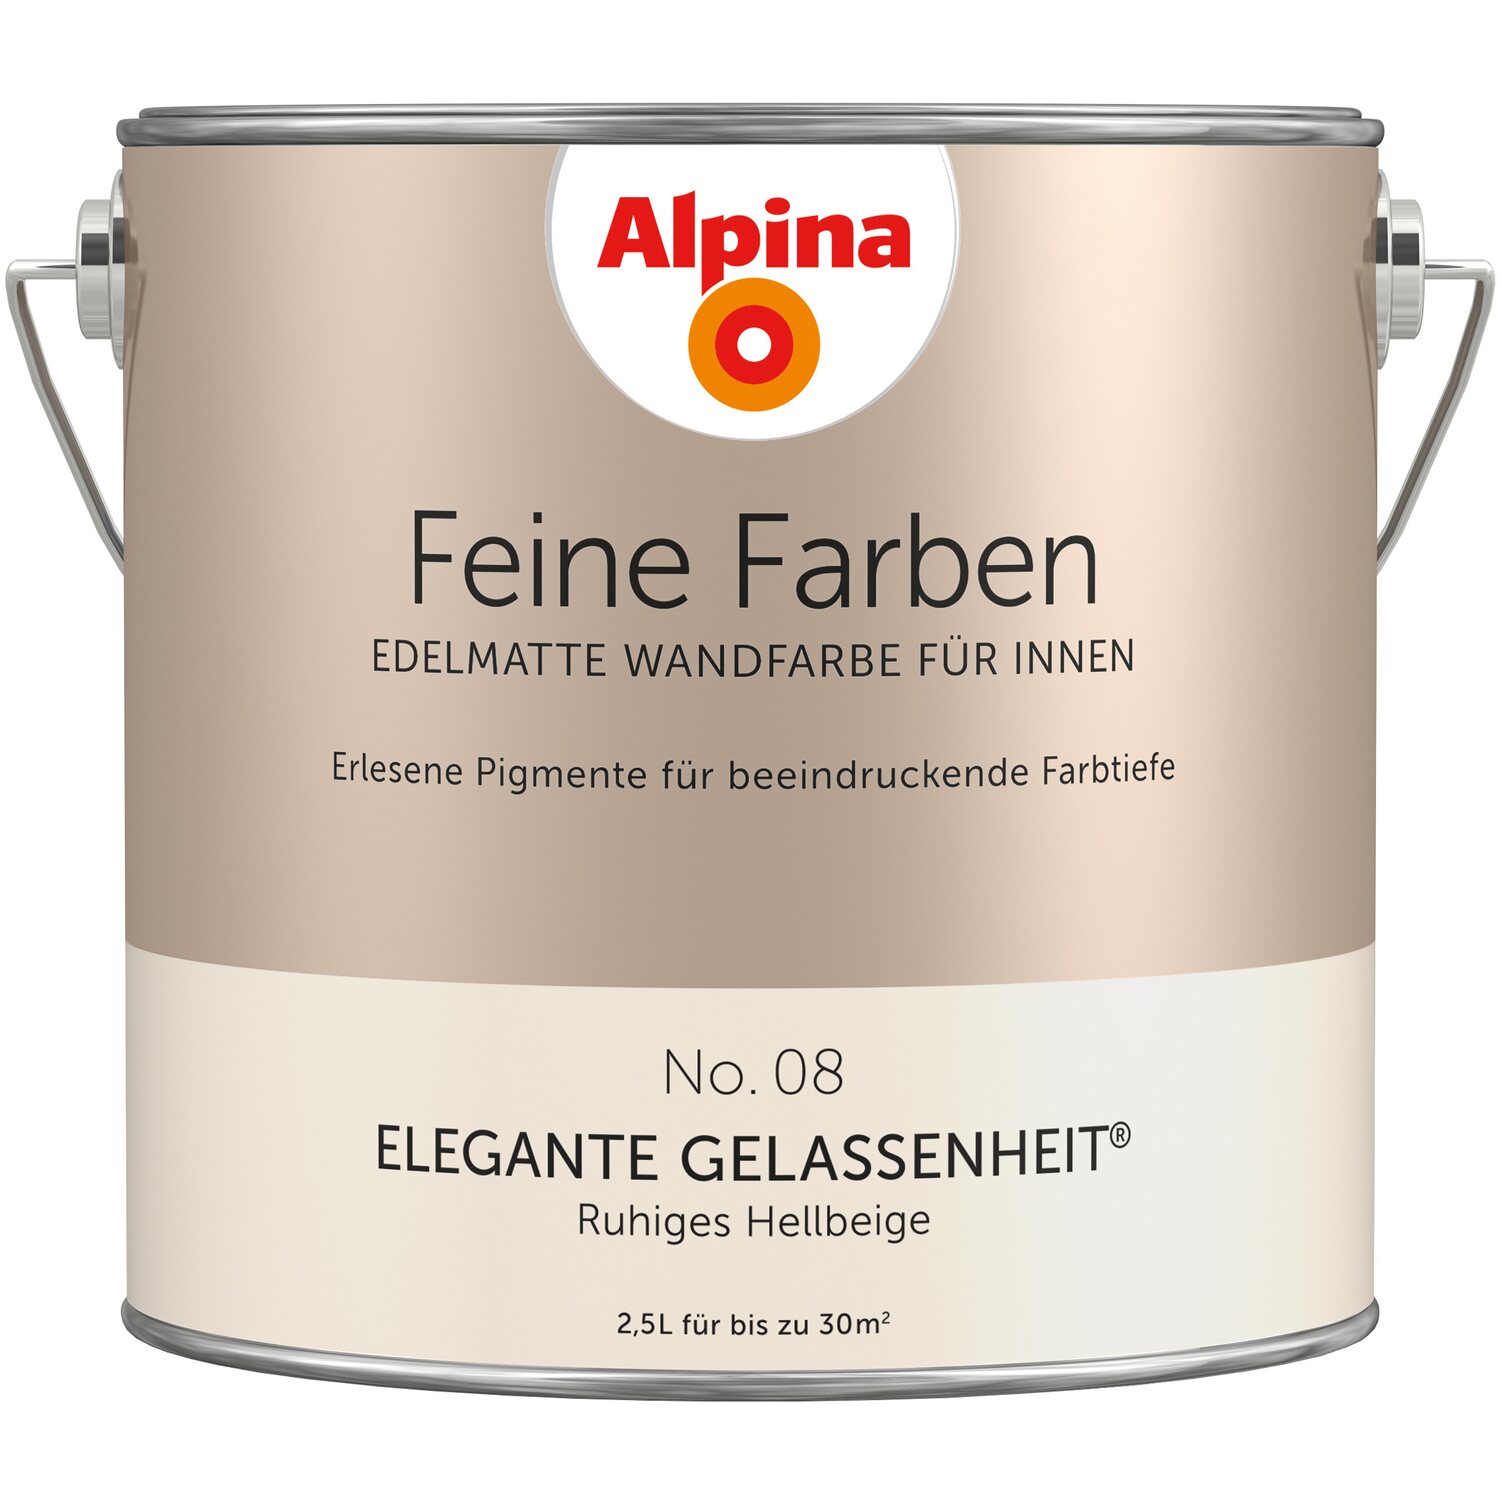 Alpina
Feine Farben
EDELMATTE WANDFARBE FÜR INNEN
Erlesene Pigmente für beeindruckende Farbtiefe
No. 08
ELEGANTE GELASSENHEIT®
Ruhiges Hellbeige
2,5L für bis zu 30m²